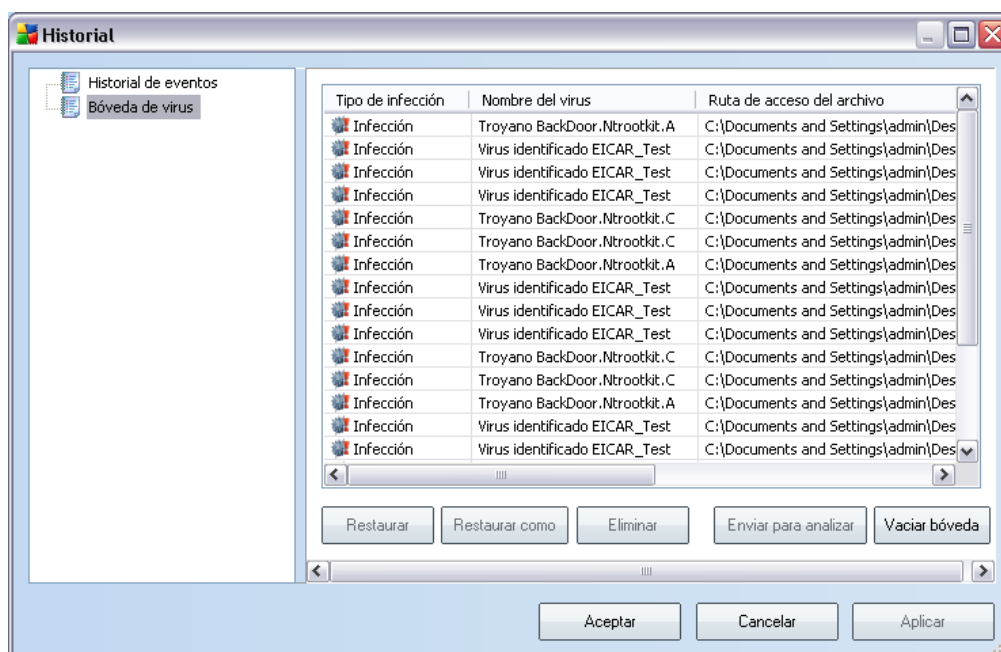 Historial
Historial de eventos
Bóveda de virus
Tipo de infección Nombre del virus Ruta de acceso del archivo
Infección Troyano BackDoor.Ntrootkit.A C:\Documents and Settings\admin\Des
Infección Virus identificado EICAR_Test C:\Documents and Settings\admin\Des
Infección Virus identificado EICAR_Test C:\Documents and Settings\admin\Des
Infección Virus identificado EICAR_Test C:\Documents and Settings\admin\Des
Infección Troyano BackDoor.Ntrootkit.C C:\Documents and Settings\admin\Des
Infección Troyano BackDoor.Ntrootkit.C C:\Documents and Settings\admin\Des
Infección Troyano BackDoor.Ntrootkit.A C:\Documents and Settings\admin\Des
Infección Virus identificado EICAR_Test C:\Documents and Settings\admin\Des
Infección Virus identificado EICAR_Test C:\Documents and Settings\admin\Des
Infección Virus identificado EICAR_Test C:\Documents and Settings\admin\Des
Infección Troyano BackDoor.Ntrootkit.C C:\Documents and Settings\admin\Des
Infección Troyano BackDoor.Ntrootkit.C C:\Documents and Settings\admin\Des
Infección Troyano BackDoor.Ntrootkit.A C:\Documents and Settings\admin\Des
Infección Virus identificado EICAR_Test C:\Documents and Settings\admin\Des
Infección Virus identificado EICAR_Test C:\Documents and Settings\admin\Des
Restaurar Restaurar como Eliminar Enviar para analizar Vaciar bóveda
Aceptar Cancelar Aplicar